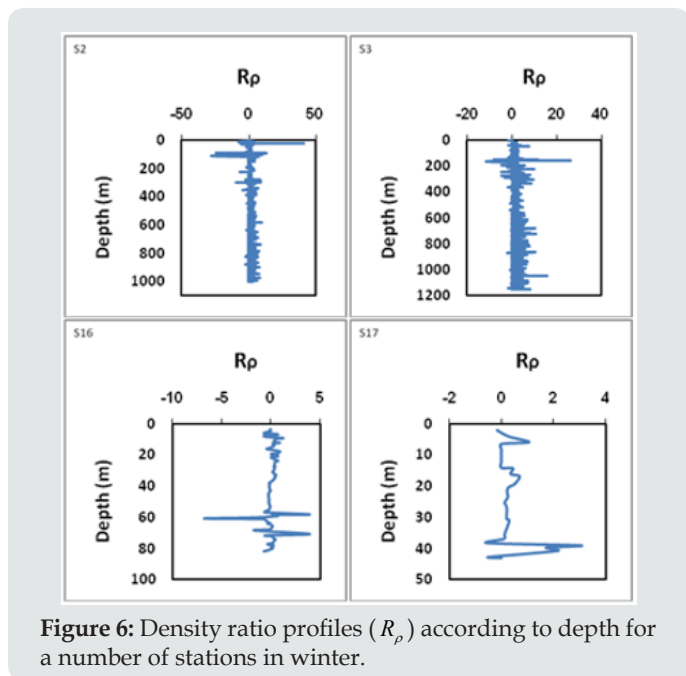 S2
Rρ
-50 0 50
0
200
400
600
800
1000
Depth (m)
S3
Rρ
-20 0 20 40
0
200
400
600
800
1000
1200
Depth (m)
S16
Rρ
-10 -5 0 5
0
20
40
60
80
100
Depth (m)
S17
Rρ
-2 0 2 4
0
10
20
30
40
50
Depth (m)
Figure 6: Density ratio profiles (Rρ) according to depth for
a number of stations in winter.